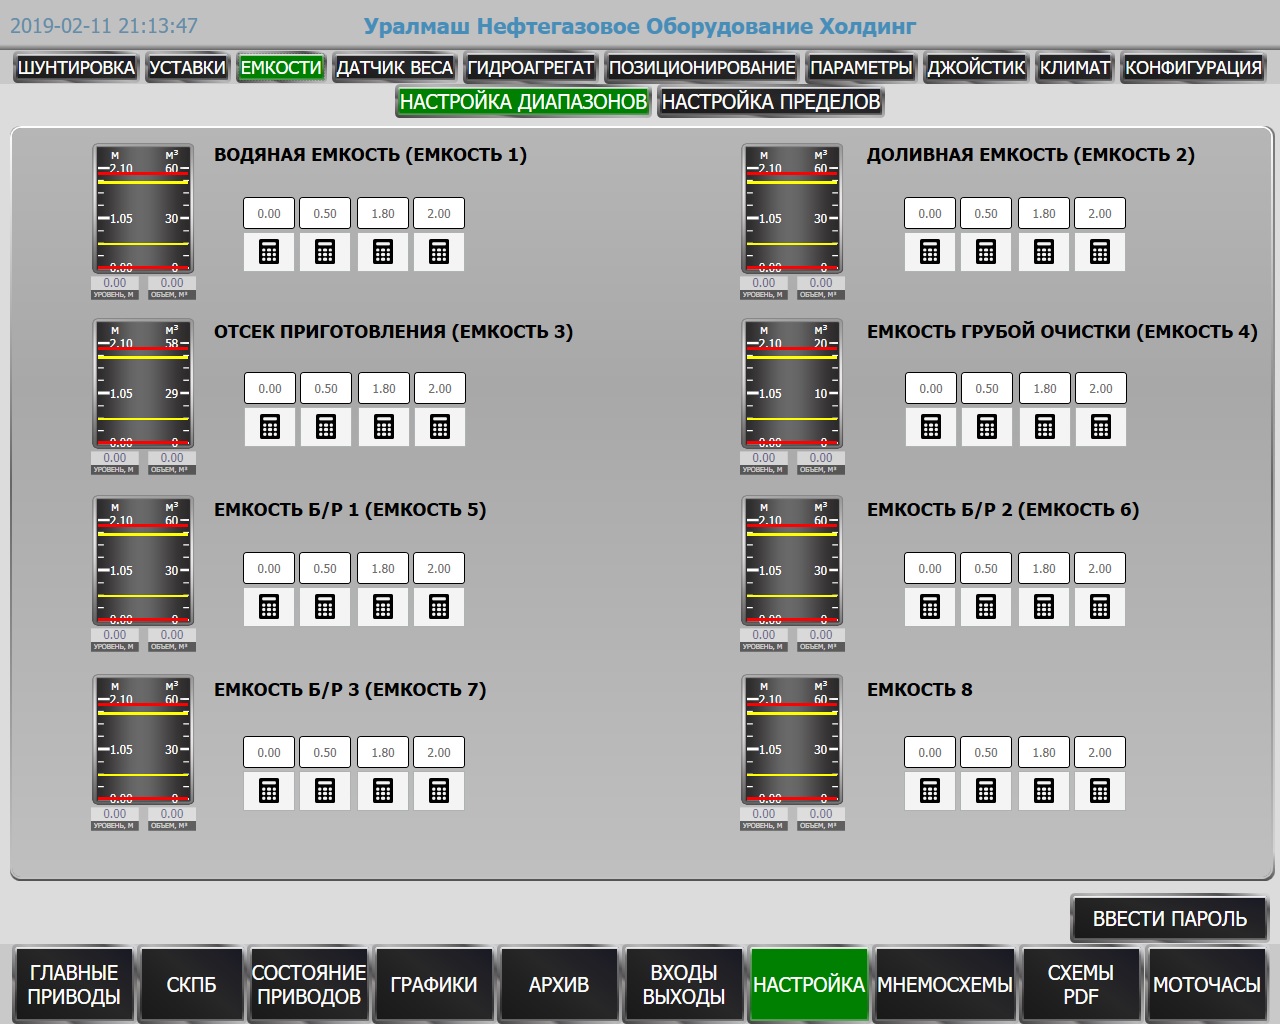 2019-02-11 21:13:47
Уралмаш Нефтегазовое Оборудование Холдинг
ШУНТИРОВКА УСТАВКИ ЕМКОСТИ ДАТЧИК ВЕСА ГИДРОАГРЕГАТ ПОЗИЦИОНИРОВАНИЕ ПАРАМЕТРЫ ДЖОЙСТИК КЛИМАТ КОНФИГУРАЦИЯ
НАСТРОЙКА ДИАПАЗОНОВ НАСТРОЙКА ПРЕДЕЛОВ
ВОДЯНАЯ ЕМКОСТЬ (ЕМКОСТЬ 1)
М М³
2.10 60
0.00 0.50 1.80 2.00
1.05 30
0.00 0
0.00 0.00
УРОВЕНЬ, М ОБЪЕМ, М³
ДОЛИВНАЯ ЕМКОСТЬ (ЕМКОСТЬ 2)
М М³
2.10 60
0.00 0.50 1.80 2.00
1.05 30
0.00 0
0.00 0.00
УРОВЕНЬ, М ОБЪЕМ, М³
ОТСЕК ПРИГОТОВЛЕНИЯ (ЕМКОСТЬ 3)
М М³
2.10 58
0.00 0.50 1.80 2.00
1.05 29
0.00 0
0.00 0.00
УРОВЕНЬ, М ОБЪЕМ, М³
ЕМКОСТЬ ГРУБОЙ ОЧИСТКИ (ЕМКОСТЬ 4)
М М³
2.10 20
0.00 0.50 1.80 2.00
1.05 10
0.00 0
0.00 0.00
УРОВЕНЬ, М ОБЪЕМ, М³
ЕМКОСТЬ Б/Р 1 (ЕМКОСТЬ 5)
М М³
2.10 60
0.00 0.50 1.80 2.00
1.05 30
0.00 0
0.00 0.00
УРОВЕНЬ, М ОБЪЕМ, М³
ЕМКОСТЬ Б/Р 2 (ЕМКОСТЬ 6)
М М³
2.10 60
0.00 0.50 1.80 2.00
1.05 30
0.00 0
0.00 0.00
УРОВЕНЬ, М ОБЪЕМ, М³
ЕМКОСТЬ Б/Р 3 (ЕМКОСТЬ 7)
М М³
2.10 60
0.00 0.50 1.80 2.00
1.05 30
0.00 0
0.00 0.00
УРОВЕНЬ, М ОБЪЕМ, М³
ЕМКОСТЬ 8
М М³
2.10 60
0.00 0.50 1.80 2.00
1.05 30
0.00 0
0.00 0.00
УРОВЕНЬ, М ОБЪЕМ, М³
ВВЕСТИ ПАРОЛЬ
ГЛАВНЫЕ
ПРИВОДЫ
СКПБ
СОСТОЯНИЕ
ПРИВОДОВ
ГРАФИКИ
АРХИВ
ВХОДЫ
ВЫХОДЫ
НАСТРОЙКА
МНЕМОСХЕМЫ
СХЕМЫ
PDF
МОТОЧАСЫ